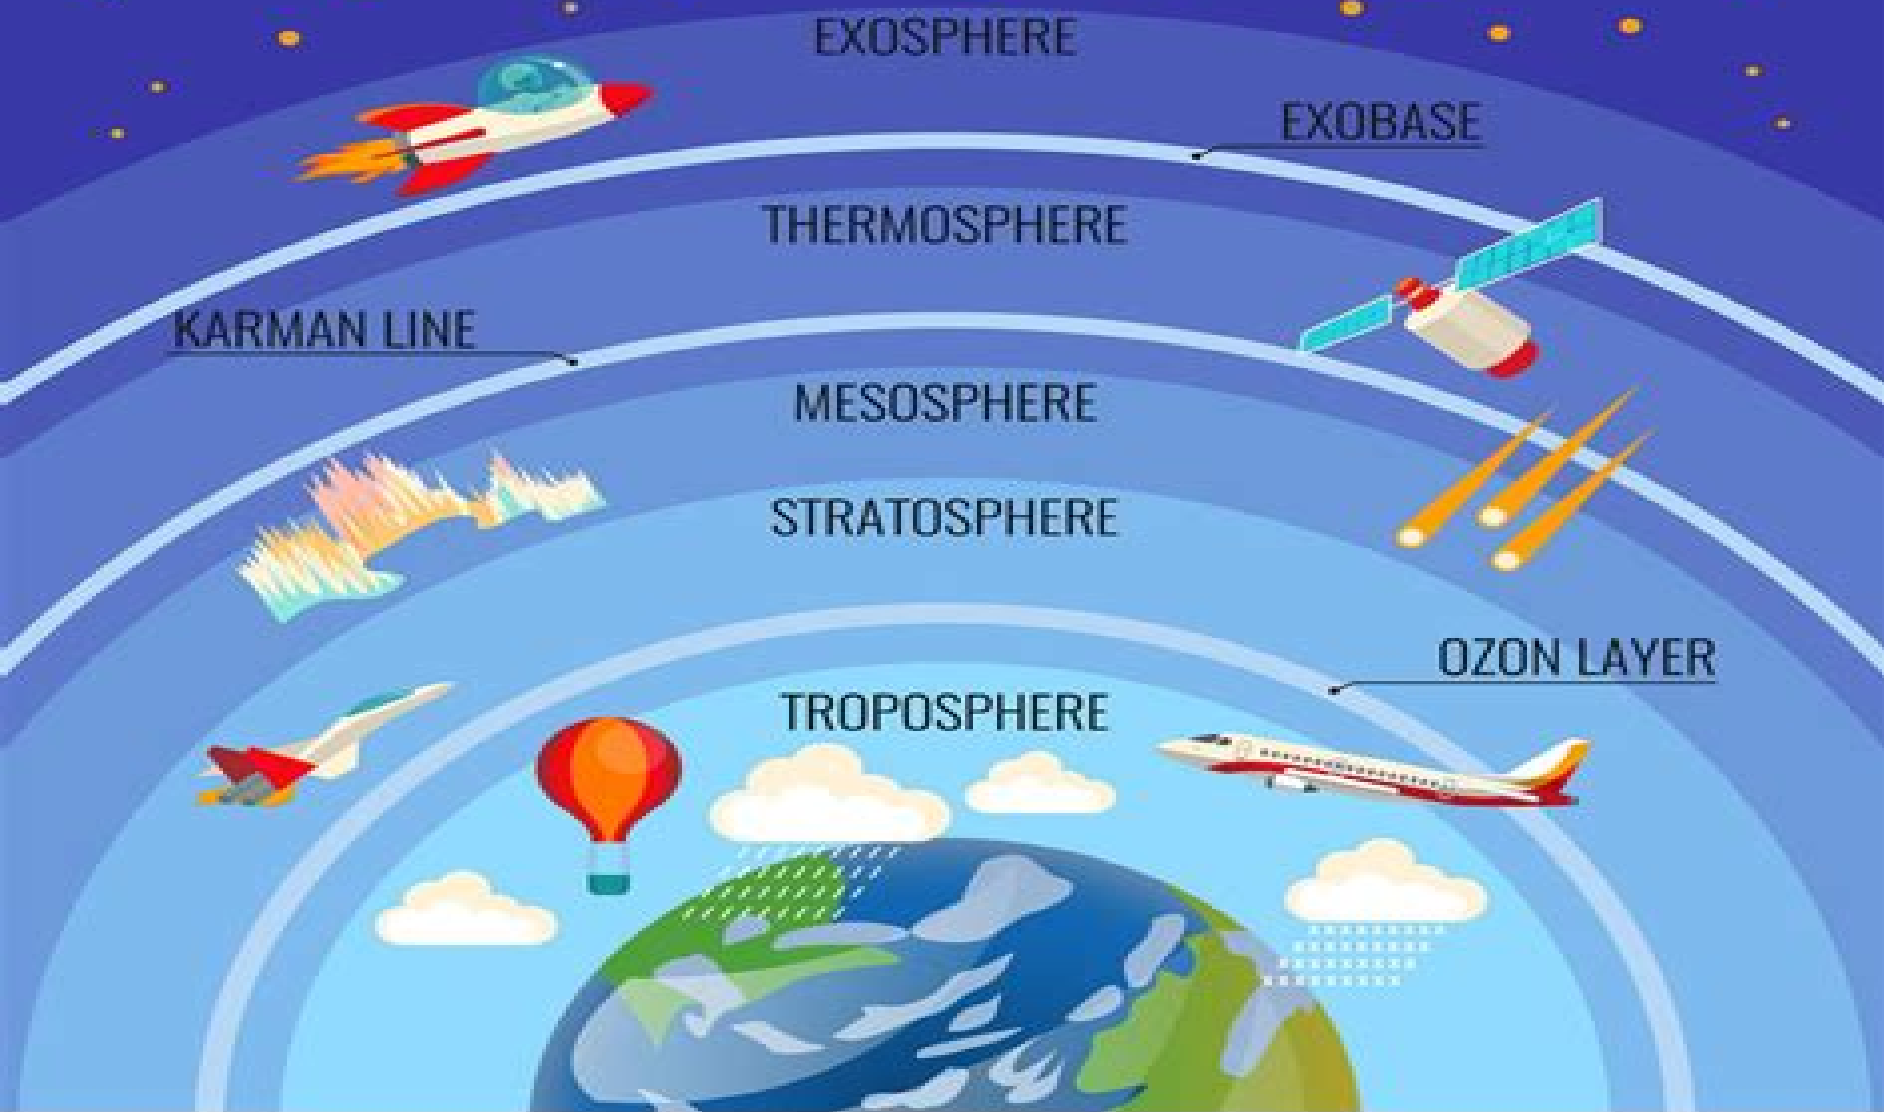 EXOSPHERE
EXOBASE
THERMOSPHERE
KARMAN LINE
MESOSPHERE
STRATOSPHERE
OZON LAYER
TROPOSPHERE